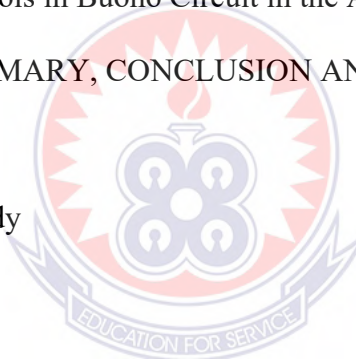 ols in Buoho Circuit in the A
MARY, CONCLUSION AN
dy
EDUCATION FOR SERVICE